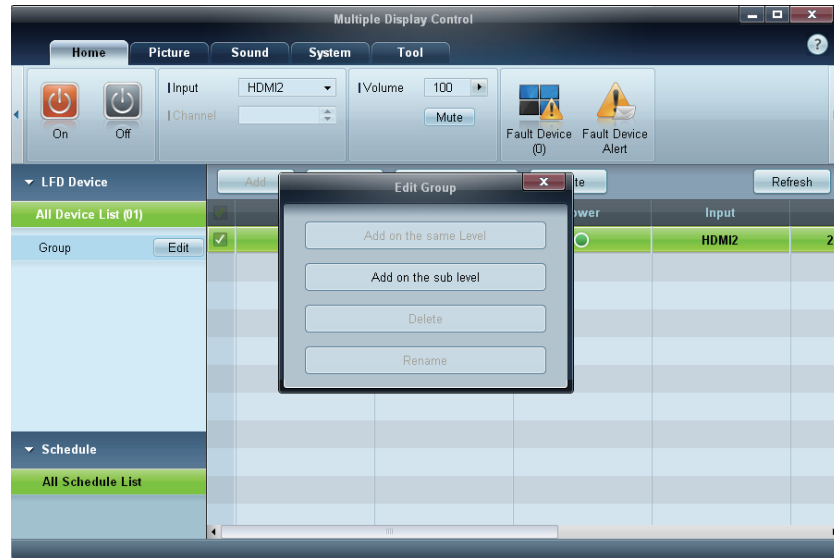 Multiple Display Control
Home Picture Sound System Tool
?
On Off
Input HDMI2
Channel
Volume 100
Mute
Fault Device (0)
Fault Device Alert
LFD Device
All Device List (01)
Group Edit
Add
Refresh
Input
HDMI2 2
Edit Group
Add on the same Level
Add on the sub level
Delete
Rename
Schedule
All Schedule List